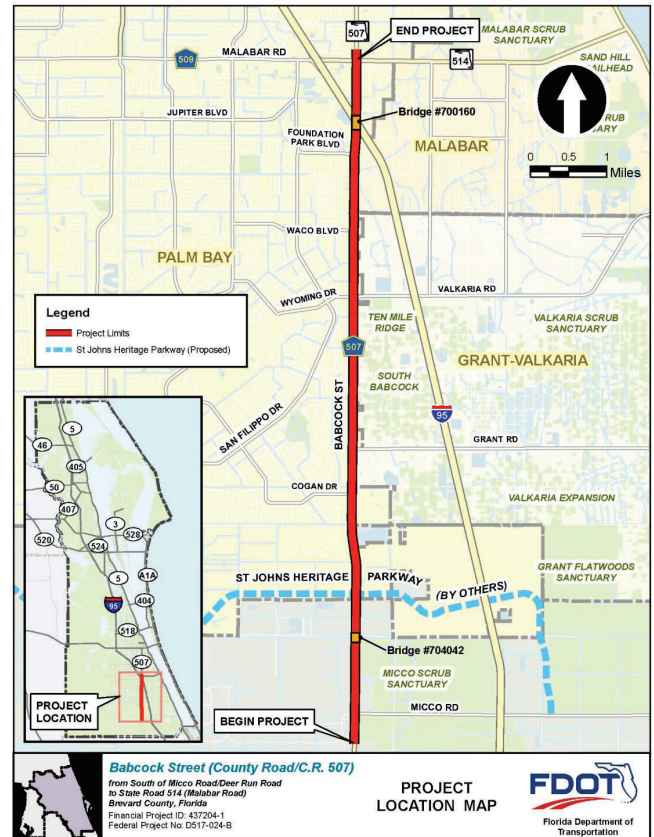 507
END PROJECT
MALABAR SCRUB
SANCTUARY
MALABAR RD
509
514
SAND HILL
JUPITER BLVD
Bridge #700160
FOUNDATION
PARK BLVD
MALABAR
0 0.5 1
Miles
WACO BLVD
PALM BAY
WYOMING DR
VALKARIA RD
Legend
Project Limits
St Johns Heritage Parkway (Proposed)
TEN MILE
RIDGE
VALKARIA SCRUB
SANCTUARY
507
GRANT-VALKARIA
SOUTH
BABCOCK
BABCOCK ST
SAN FILIPPO DR
95
GRANT RD
COGAN DR
VALKARIA EXPANSION
GRANT FLATWOODS
SANCTUARY
ST JOHNS HERITAGE PARKWAY
(BY OTHERS)
Bridge #704042
MICCO SCRUB
SANCTUARY
MICCO RD
BEGIN PROJECT
5
46
405
50
407
3
528
520
524
5
A1A
95
404
518
507
PROJECT
LOCATION
Babcock Street (County Road/C.R. 507)
from South of Micco Road/Deer Run Road
to State Road 514 (Malabar Road)
Brevard County, Florida
Financial Project ID: 437204-1
Federal Project No: D517-024-B
PROJECT
LOCATION MAP
FDOT
Florida Department of
Transportation